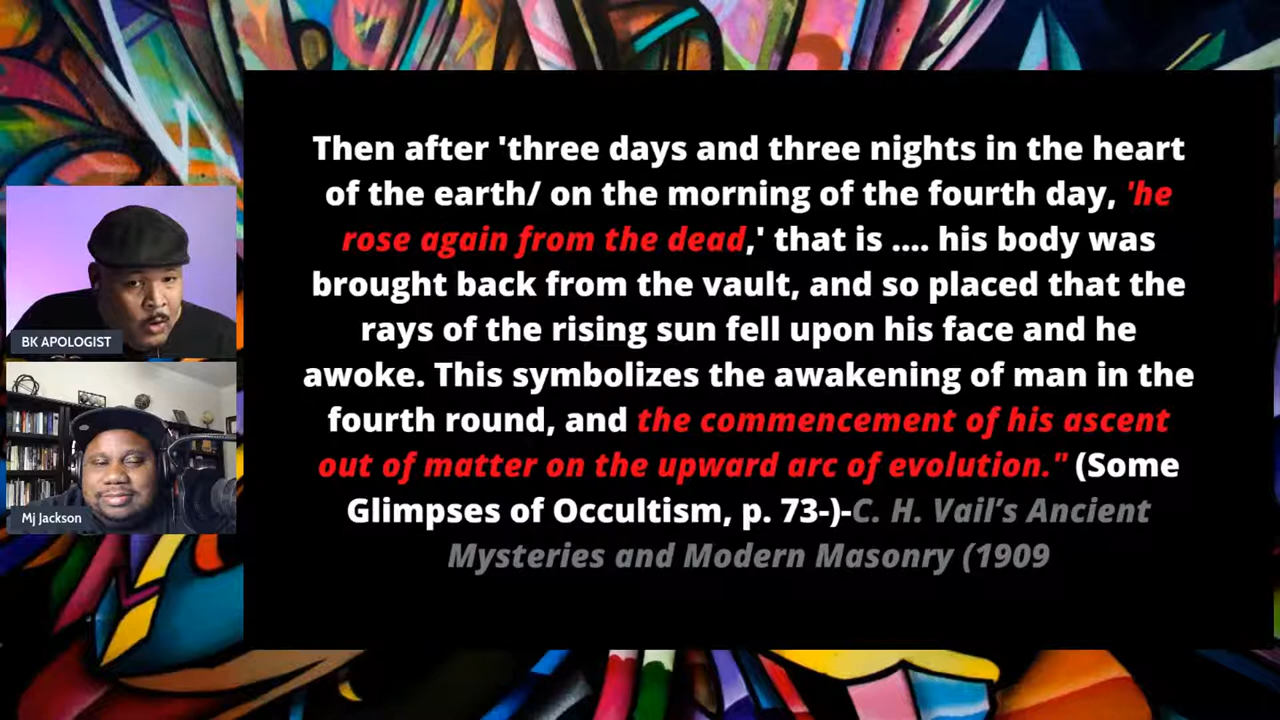 Then after 'three days and three nights in the heart
of the earth/ on the morning of the fourth day, 'he
rose again from the dead,' that is .... his body was
brought back from the vault, and so placed that the
rays of the rising sun fell upon his face and he
awoke. This symbolizes the awakening of man in the
fourth round, and the commencement of his ascent
out of matter on the upward arc of evolution." (Some
Glimpses of Occultism, p. 73-)-C. H. Vail’s Ancient
Mysteries and Modern Masonry (1909
BK APOLOGIST
Mj Jackson